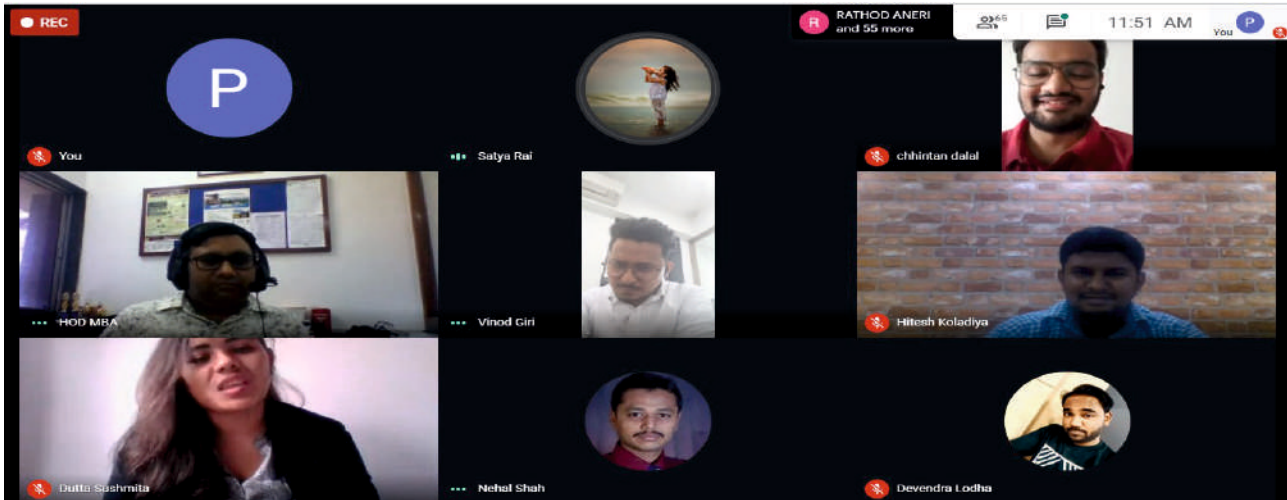 REC
R
RATHOD ANERI
and 55 more
65
11:51 AM
You
P
P
You
Satya Rai
chhintan dalal
HOD MBA
Vinod Giri
Hitesh Koladiya
Dutta Sushmita
Nehal Shah
Devendra Lodha